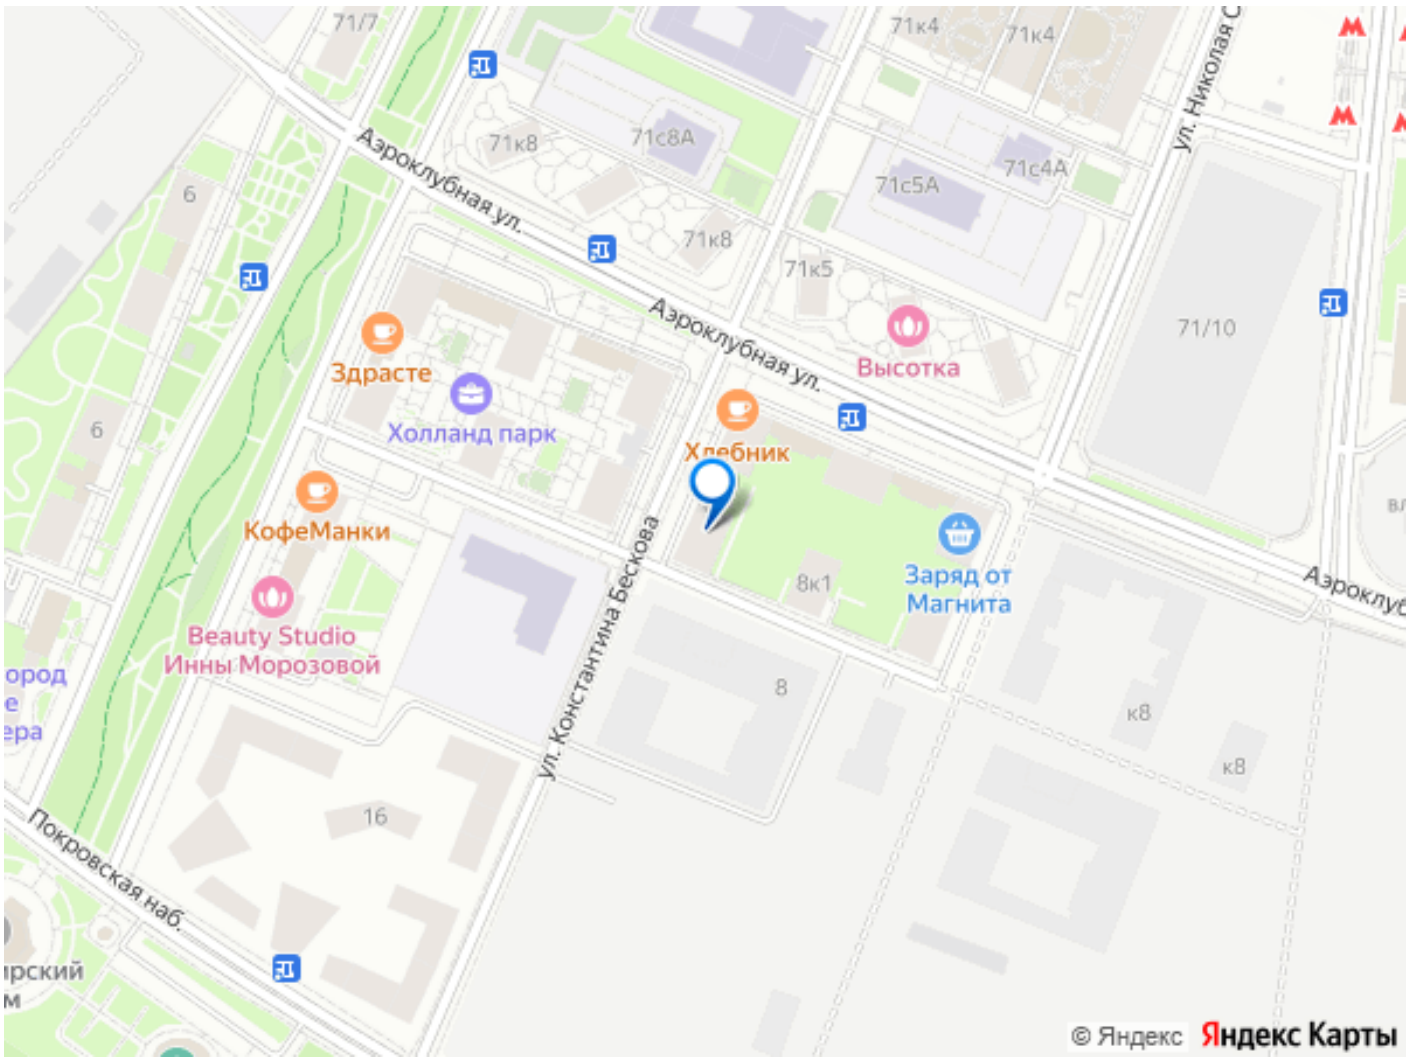 71/7
71к4
71к4
ул. Николая С
Аэроклубная ул.
71к8
71с8А
71с4А
71с5А
6
71к8
71к5
Аэроклубная ул.
71/10
Здрасте
Высотка
Холланд парк
6
Хлебник
КофеМанки
ул. Константина Бескова
8к1
Заряд от
Магнита
Аэроклуб
вл
Beauty Studio
Инны Морозовой
ород
е
ера
8
к8
к8
16
Покровская наб.
ирский
м
© Яндекс
Яндекс Карты